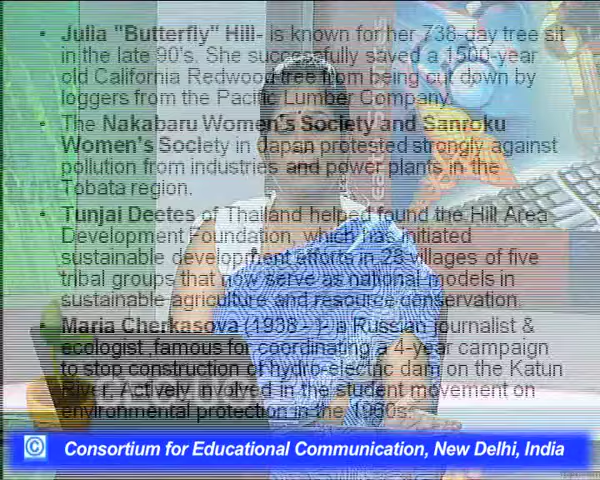 • Julia "Butterfly" Hill- is known for her 738-day tree sit
in the late 90's. She successfully saved a 1500-year
old California Redwood tree from being cut down by
loggers from the Pacific Lumber Company.
• The Nakabaru Women's Society and Sanroku
Women's Society in Japan protested strongly against
pollution from industries and power plants in the
Tobata region.
• Tunjai Deetes of Thailand helped found the Hill Area
Development Foundation, which has initiated
sustainable development efforts in 25 villages of five
tribal groups that now serve as national models in
sustainable agriculture and resource conservation.
• Maria Cherkasova (1938 - )- a Russian journalist &
ecologist ,famous for coordinating a 4-year campaign
to stop construction of hydro-electric dam on the Katun
River. Actively involved in the student movement on
environmental protection in the 1960s
© Consortium for Educational Communication, New Delhi, India